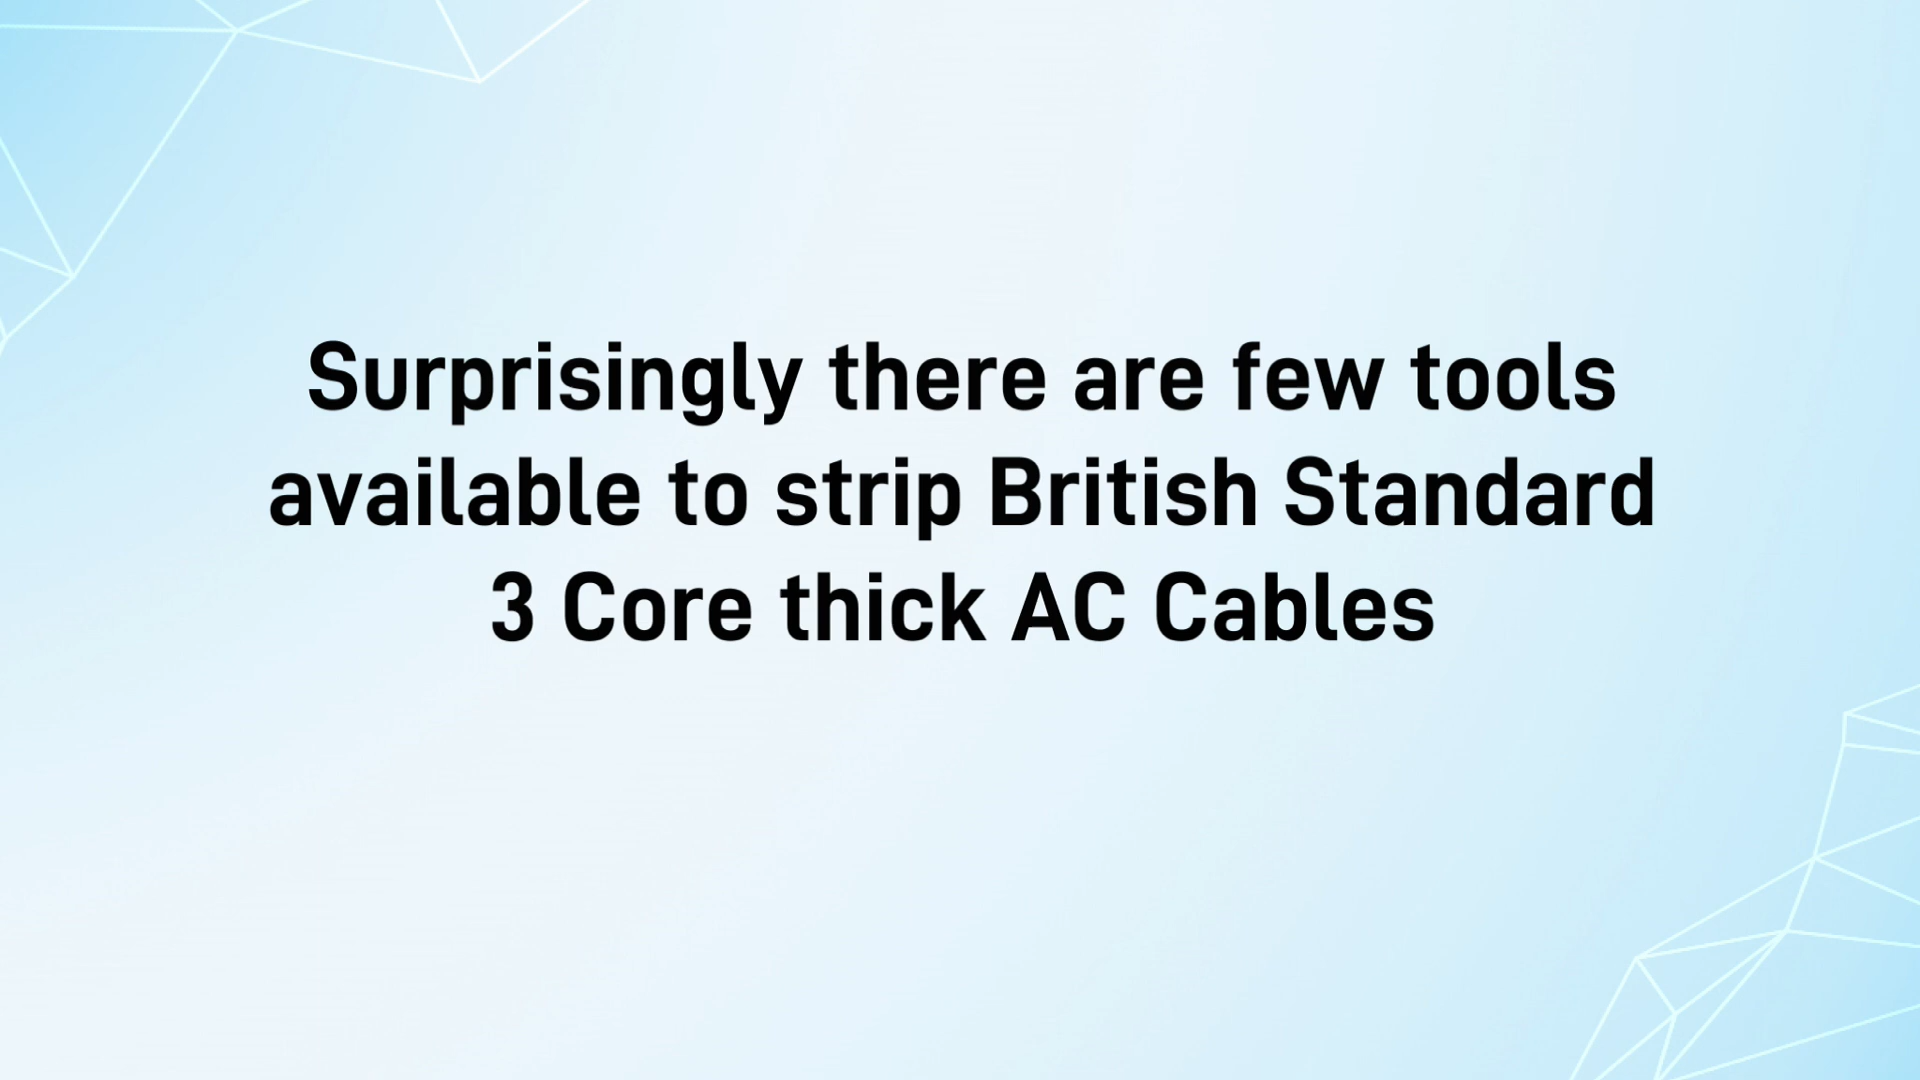 Surprisingly there are few tools
available to strip British Standard
3 Core thick AC Cables